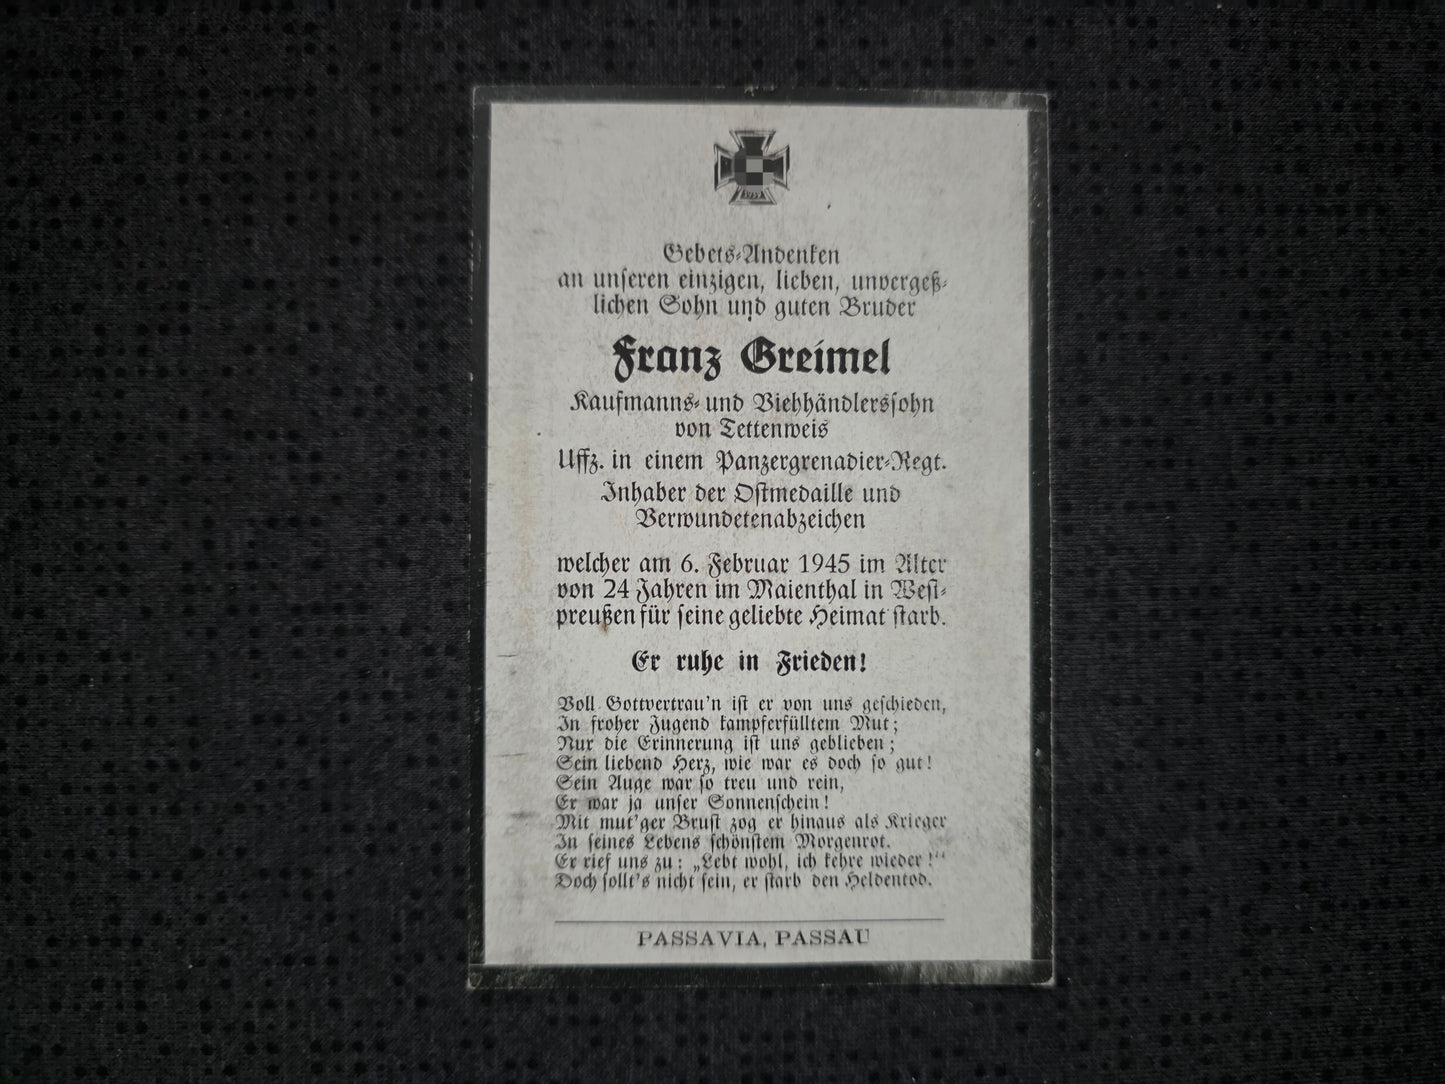 1939
Gebets-Andenken
an unseren einzigen, lieben, unvergeß-
lichen Sohn und guten Bruder
Franz Greimel
Kaufmanns- und Viehhändlerssohn
von Tettenweis
Uffz. in einem Panzergrenadier-Regt.
Inhaber der Ostmedaille und
Verwundetenabzeichen
welcher am 6. Februar 1945 im Alter
von 24 Jahren im Maienthal in West-
preußen für seine geliebte Heimat starb.
Er ruhe in Frieden!
Voll Gottvertrau'n ist er von uns geschieden,
In froher Jugend kampferfülltem Mut;
Nur die Erinnerung ist uns geblieben;
Sein liebend Herz, wie war es doch so gut!
Sein Auge war so treu und rein,
Er war ja unser Sonnenschein!
Mit mut'ger Brust zog er hinaus als Krieger
In seines Lebens schönstem Morgenrot.
Er rief uns zu: „Lebt wohl, ich kehre wieder!“
Doch sollt's nicht sein, er starb den Heldentod.
PASSAVIA, PASSAU